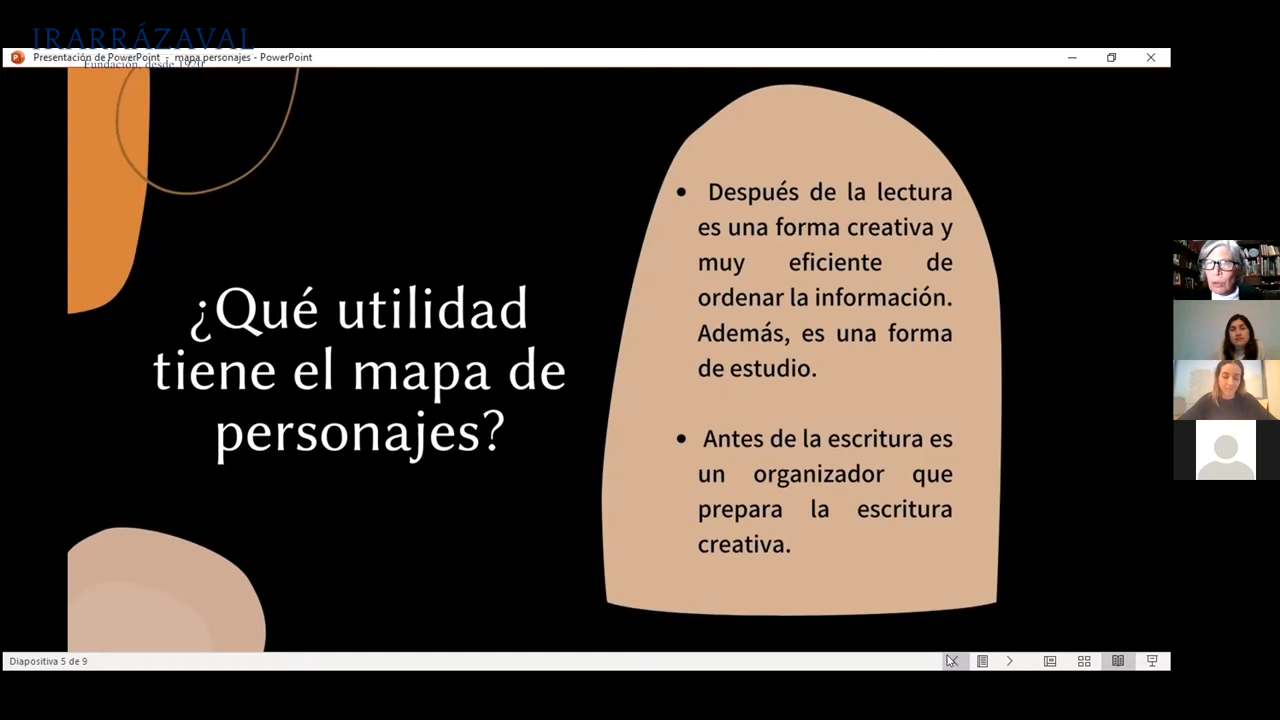 IRARRÁZAVAL
Fundación, desde 1920
Presentación de PowerPoint - mapa personajes - PowerPoint
¿Qué utilidad
tiene el mapa de
personajes?
• Después de la lectura
es una forma creativa y
muy eficiente de
ordenar la información.
Además, es una forma
de estudio.
• Antes de la escritura es
un organizador que
prepara la escritura
creativa.
Diapositiva 5 de 9